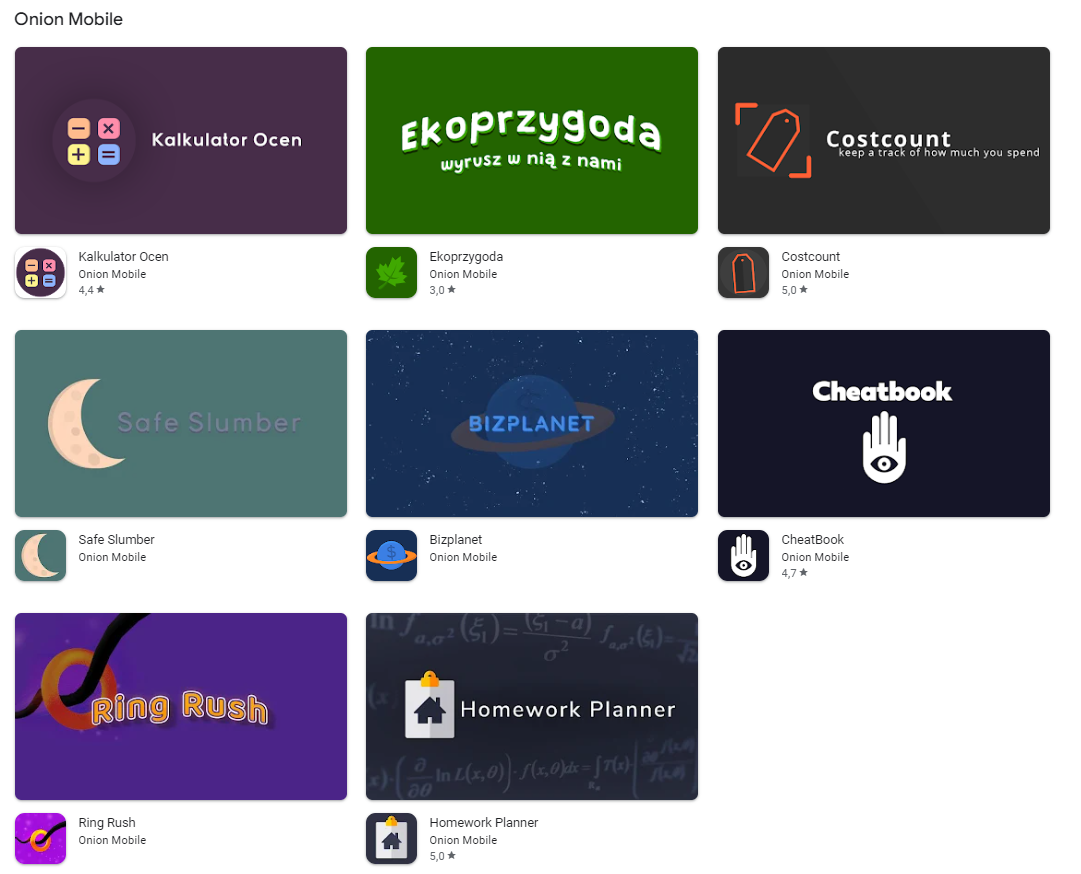 Onion Mobile
Kalkulator Ocen
Ekoprzygoda
wyrusz w nią z nami
Costcount
keep a track of how much you spend
Kalkulator Ocen
Onion Mobile
4,4 ★
Ekoprzygoda
Onion Mobile
3,0 ★
Costcount
Onion Mobile
5,0 ★
Safe Slumber
BIZPLANET
Cheatbook
Safe Slumber
Onion Mobile
Bizplanet
Onion Mobile
CheatBook
Onion Mobile
4,7 ★
Ring Rush
Homework Planner
Ring Rush
Onion Mobile
Homework Planner
Onion Mobile
5,0 ★